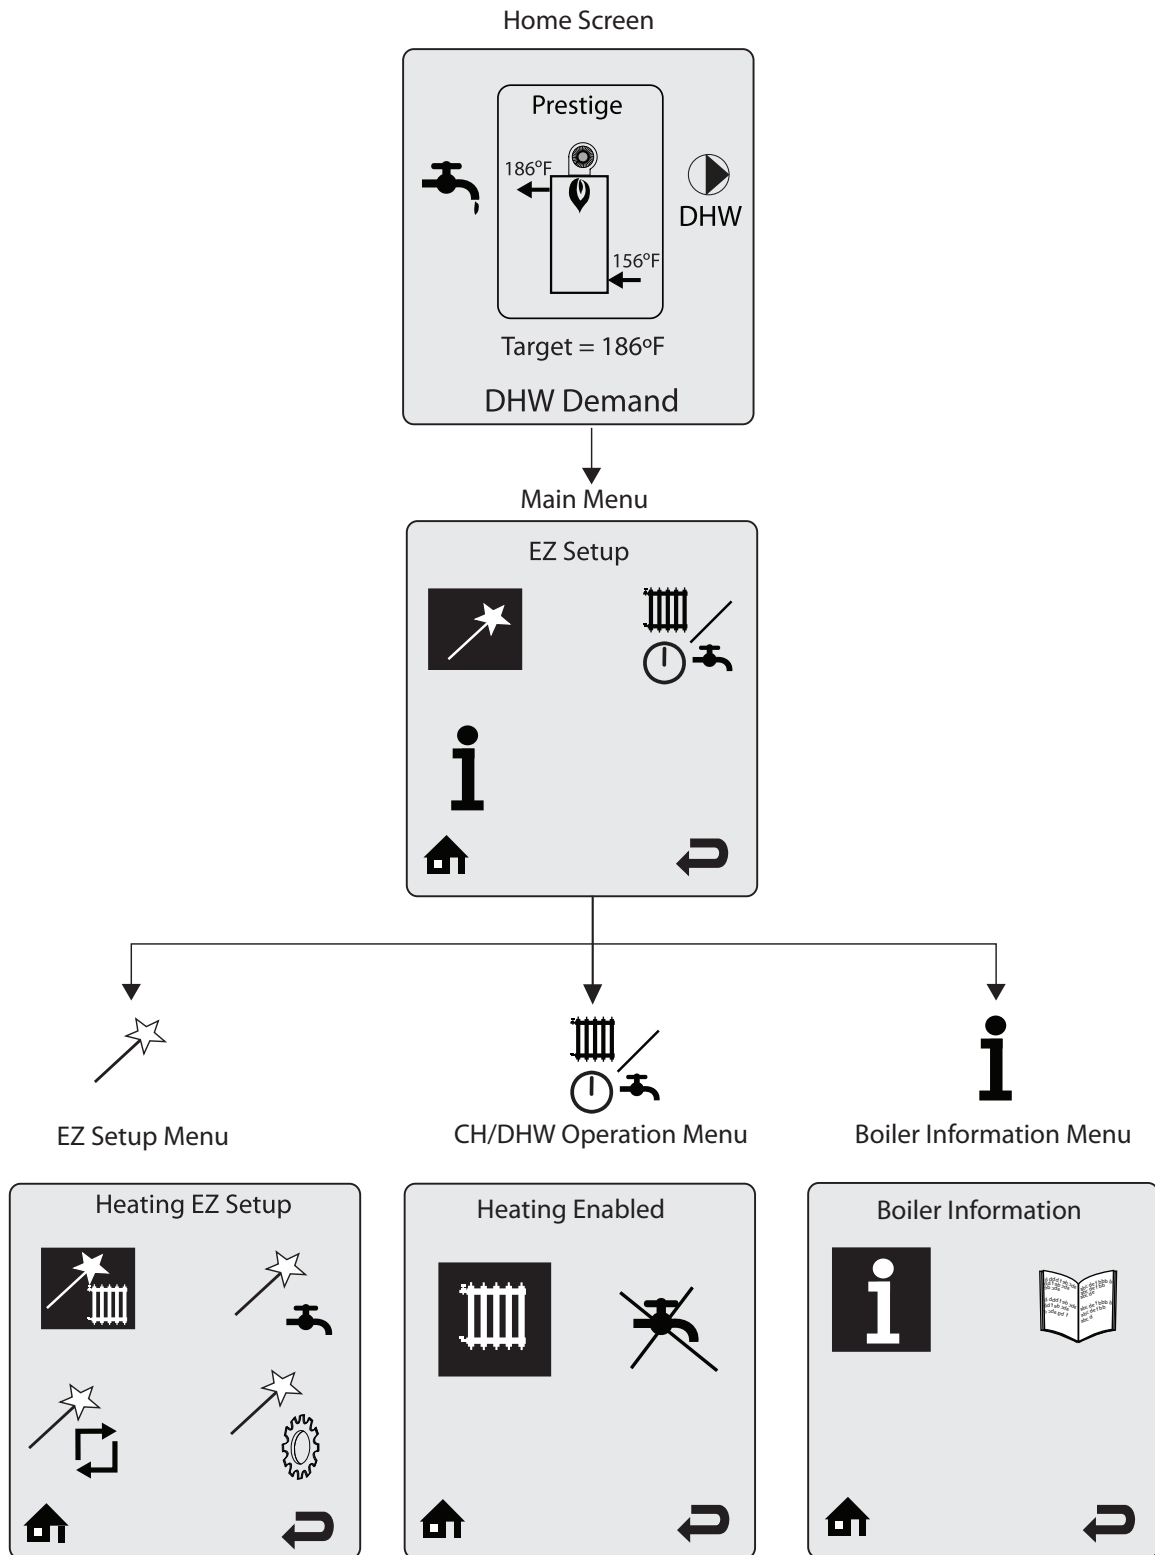 Home Screen
Prestige
186ºF
DHW
156ºF
Target = 186ºF
DHW Demand
Main Menu
EZ Setup
EZ Setup Menu
CH/DHW Operation Menu
Boiler Information Menu
Heating EZ Setup
Heating Enabled
Boiler Information